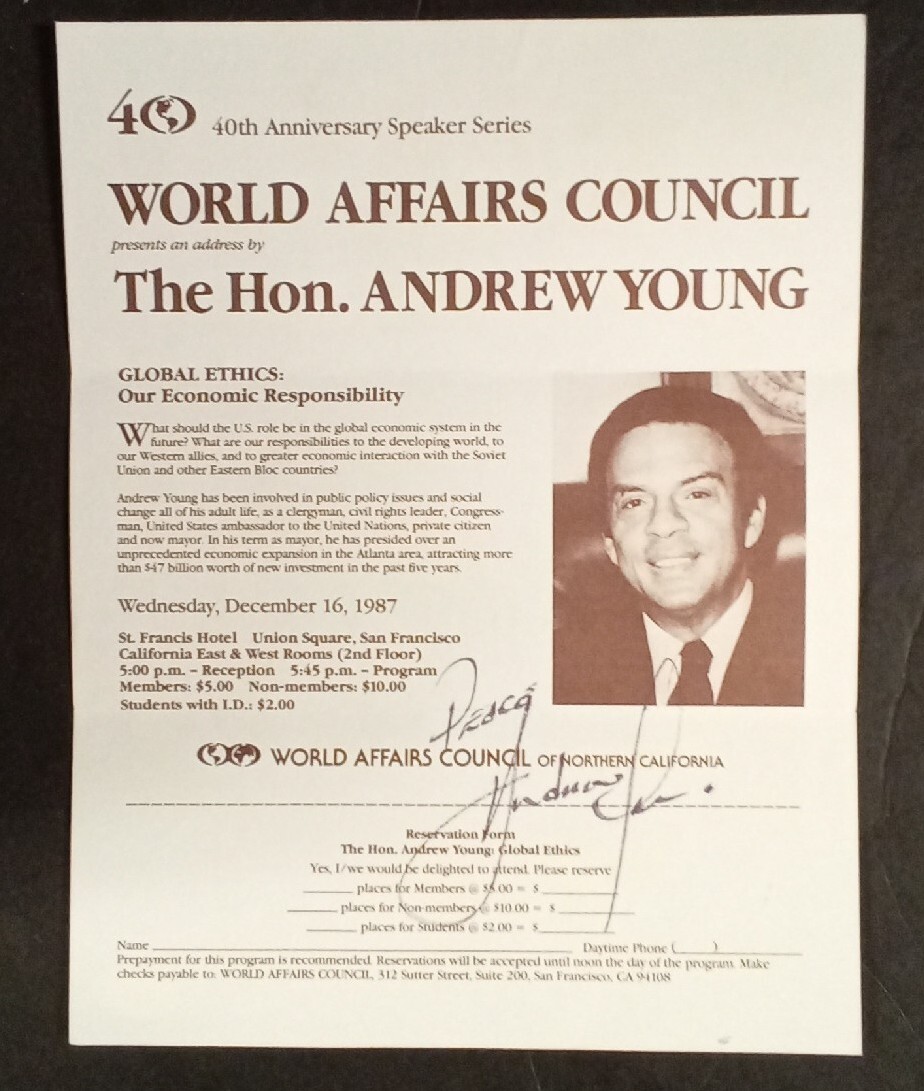 40 40th Anniversary Speaker Series
WORLD AFFAIRS COUNCIL
presents an address by
The Hon. ANDREW YOUNG
GLOBAL ETHICS:
Our Economic Responsibility
What should the U.S. role be in the global economic system in the
future? What are our responsibilities to the developing world, to
our Western allies, and to greater economic interaction with the Soviet
Union and other Eastern Bloc countries?
Andrew Young has been involved in public policy issues and social
change all of his adult life, as a clergyman, civil rights leader, Congress-
man, United States ambassador to the United Nations, private citizen
and now mayor. In his term as mayor, he has presided over an
unprecedented economic expansion in the Atlanta area, attracting more
than $47 billion worth of new investment in the past five years.
Wednesday, December 16, 1987
St. Francis Hotel Union Square, San Francisco
California East & West Rooms (2nd Floor)
5:00 p.m. – Reception 5:45 p.m. – Program
Members: $5.00 Non-members: $10.00
Students with I.D.: $2.00
Peace
WORLD AFFAIRS COUNCIL OF NORTHERN CALIFORNIA
Andrew Young
Reservation Form
The Hon. Andrew Young: Global Ethics
Yes, I/we would be delighted to attend. Please reserve
______ places for Members @ $5.00 = $ ________
______ places for Non-members @ $10.00 = $ ________
______ places for Students @ $2.00 = $ ________
Name ________ Daytime Phone (____) ________
Prepayment for this program is recommended. Reservations will be accepted until noon the day of the program. Make
checks payable to: WORLD AFFAIRS COUNCIL, 312 Sutter Street, Suite 200, San Francisco, CA 94108